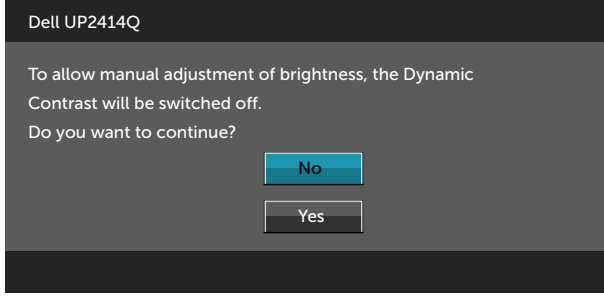 Dell UP2414Q
To allow manual adjustment of brightness, the Dynamic
Contrast will be switched off.
Do you want to continue?
No
Yes